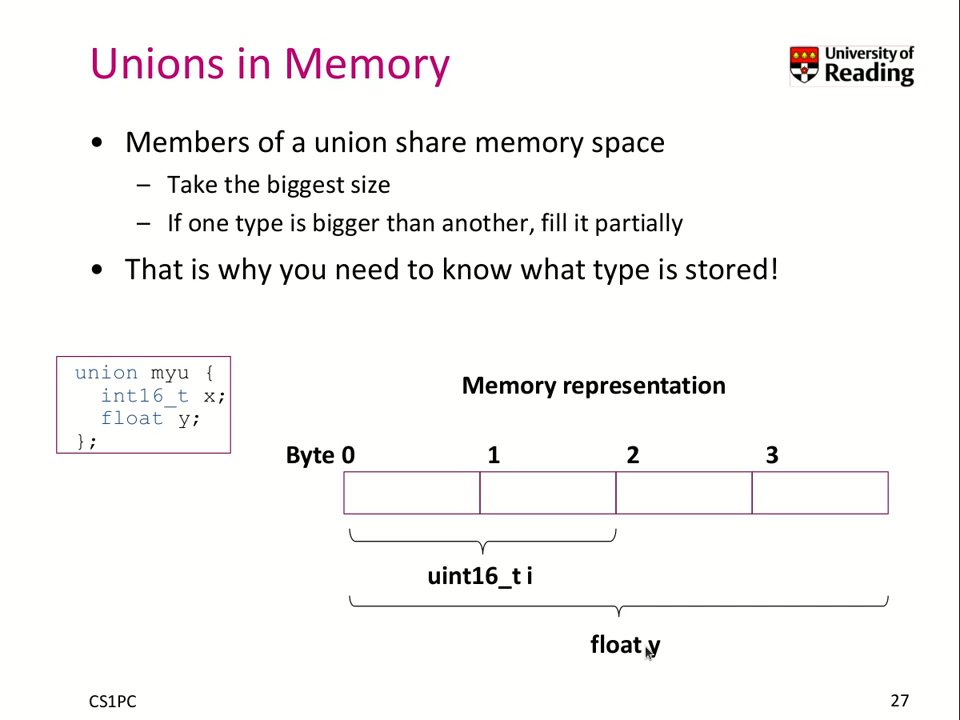 Unions in Memory
University of
Reading
• Members of a union share memory space
– Take the biggest size
– If one type is bigger than another, fill it partially
• That is why you need to know what type is stored!
union myu {
int16_t x;
float y;
};
Memory representation
Byte 0 1 2 3
uint16_t i
float y
CS1PC
27